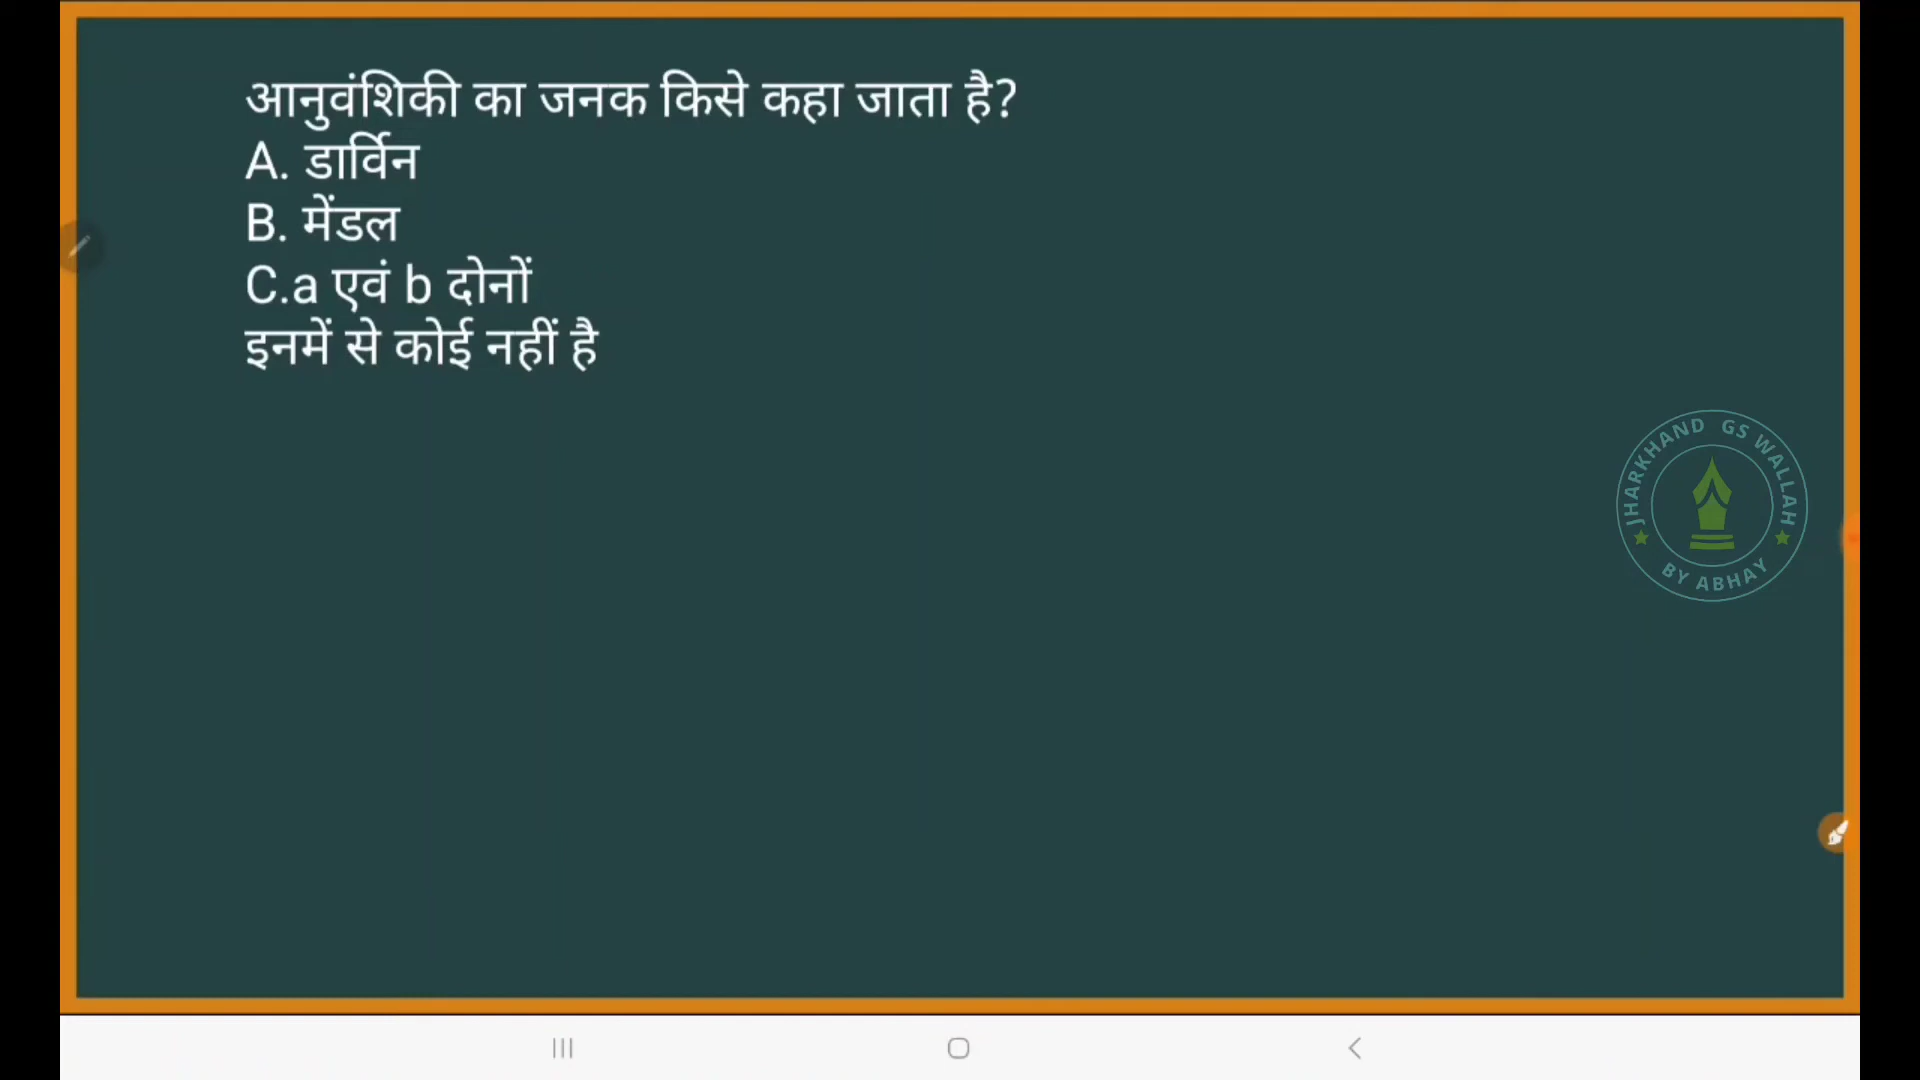 आनुवंशिकी का जनक किसे कहा जाता है?
A. डार्विन
B. मेंडल
C.a एवं b दोनों
इनमें से कोई नहीं है
JHARKHAND GS WALLAH
BY ABHAY